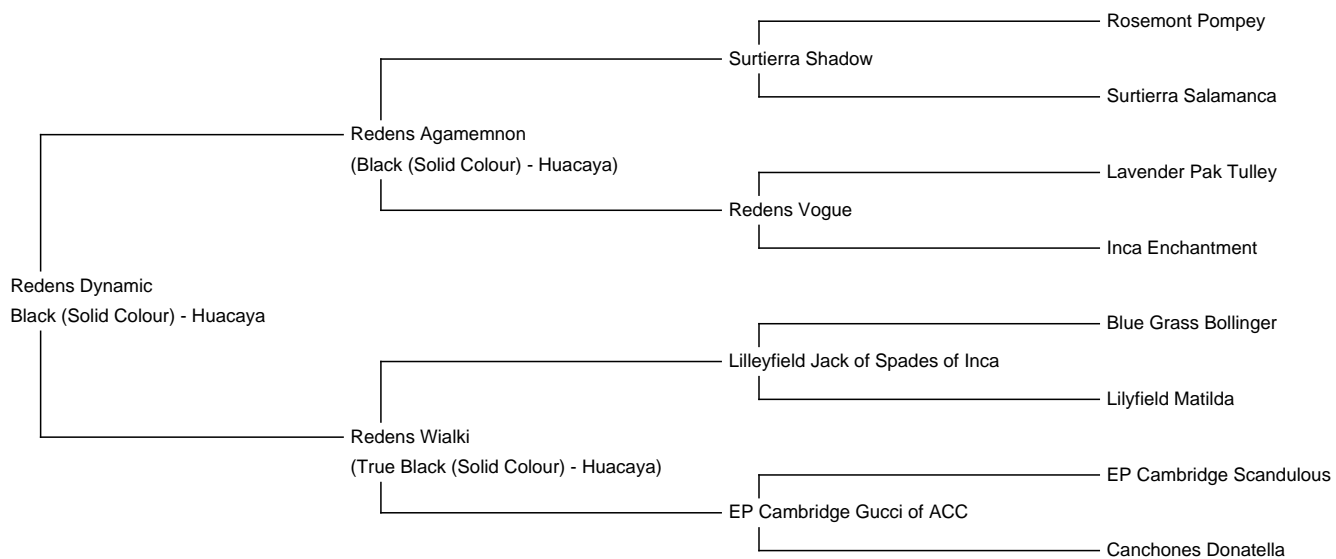 Rosemont Pompey
Surtierra Shadow
Surtierra Salamanca
Redens Agamemnon
(Black (Solid Colour) - Huacaya)
Lavender Pak Tulley
Redens Vogue
Inca Enchantment
Redens Dynamic
Black (Solid Colour) - Huacaya
Blue Grass Bollinger
Lilleyfield Jack of Spades of Inca
Lilyfield Matilda
Redens Wialki
(True Black (Solid Colour) - Huacaya)
EP Cambridge Scandulous
EP Cambridge Gucci of ACC
Canchones Donatella